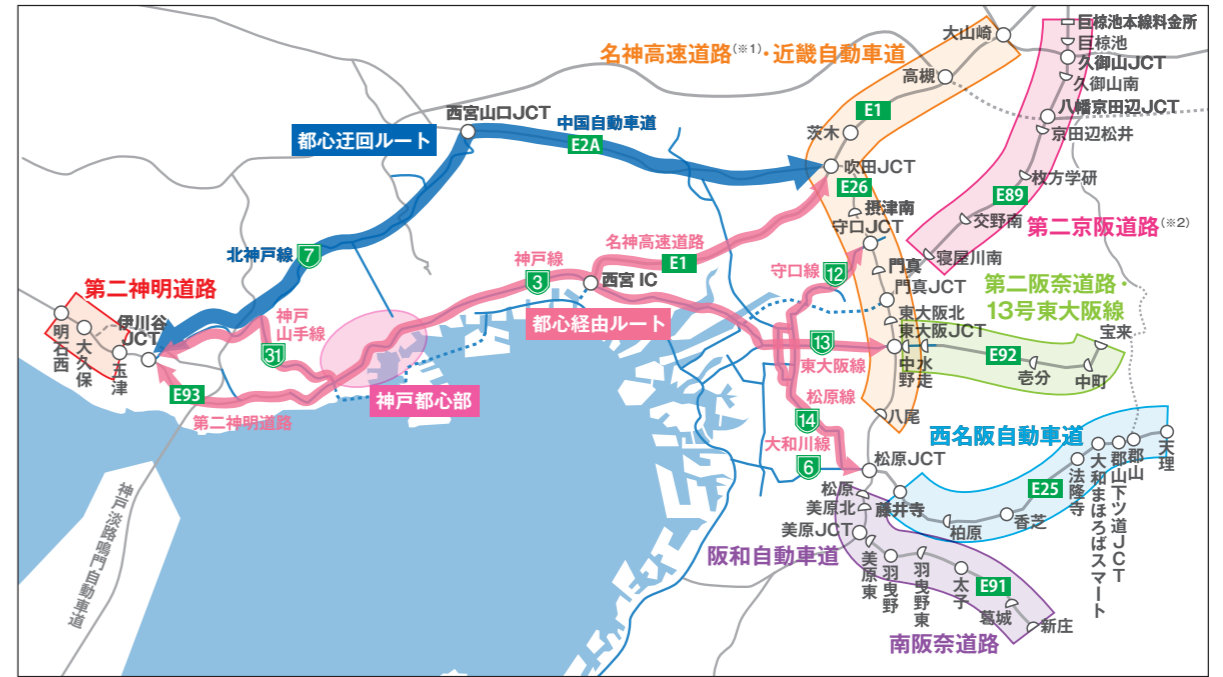 大山崎
名神高速道路(※1)・近畿自動車道
高槻
E1
茨木
吹田JCT
E26
摂津南
守口JCT
門真
門真JCT
東大阪北
東大阪JCT
中野
水走
八尾
巨椋池本線料金所
巨椋池
久御山JCT
久御山南
八幡京田辺JCT
京田辺松井
枚方学研
E89
交野南
第二京阪道路(※2)
寝屋川南
第二阪奈道路・
13号東大阪線
宝来
E92
壱分
中町
西宮山口JCT
都心迂回ルート
中国自動車道
E2A
北神戸線
7
名神高速道路
E1
神戸線
3
西宮 IC
都心経由ルート
守口線
12
13
東大阪線
松原線
14
大和川線
6
第二神明道路
伊川谷
JCT
明石西
大久保
玉津
神戸
山手線
31
神戸都心部
E93
第二神明道路
神戸淡路鳴門自動車道
松原JCT
松原
美原北
美原JCT
阪和自動車道
美原東
羽曳野
羽曳野東
太子
E91
葛城
新庄
南阪奈道路
西名阪自動車道
藤井寺
柏原
香芝
E25
法隆寺
大和まほろばスマート
郡山下ツ道JCT
郡山
天理